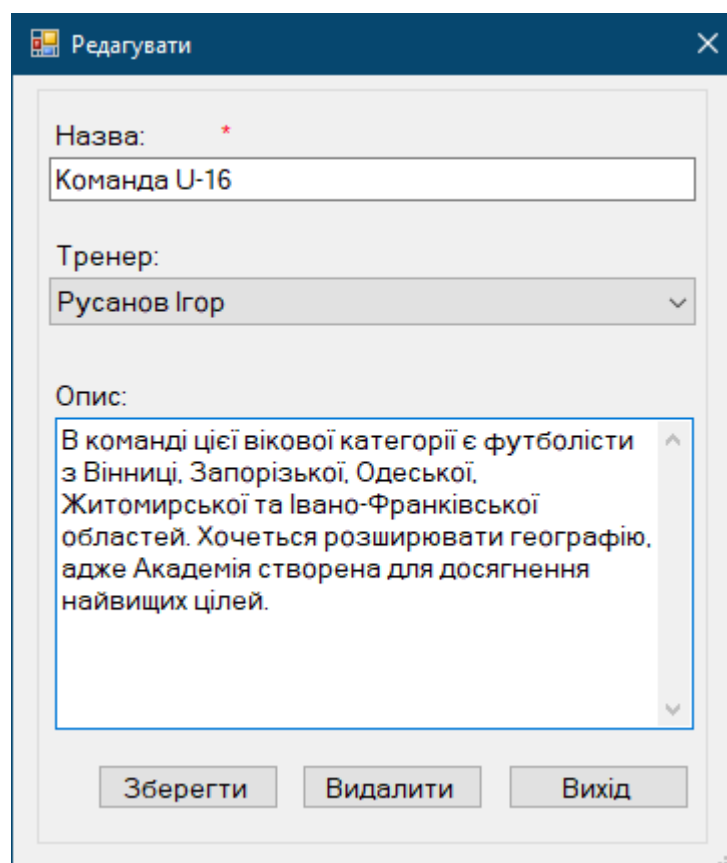 Редагувати
Назва: *
Команда U-16
Тренер:
Русанов Ігор
Опис:
В команді цієї вікової категорії є футболісти
з Вінниці, Запорізької, Одеської,
Житомирської та Івано-Франківської
областей. Хочеться розширювати географію,
адже Академія створена для досягнення
найвищих цілей.
Зберегти Видалити Вихід